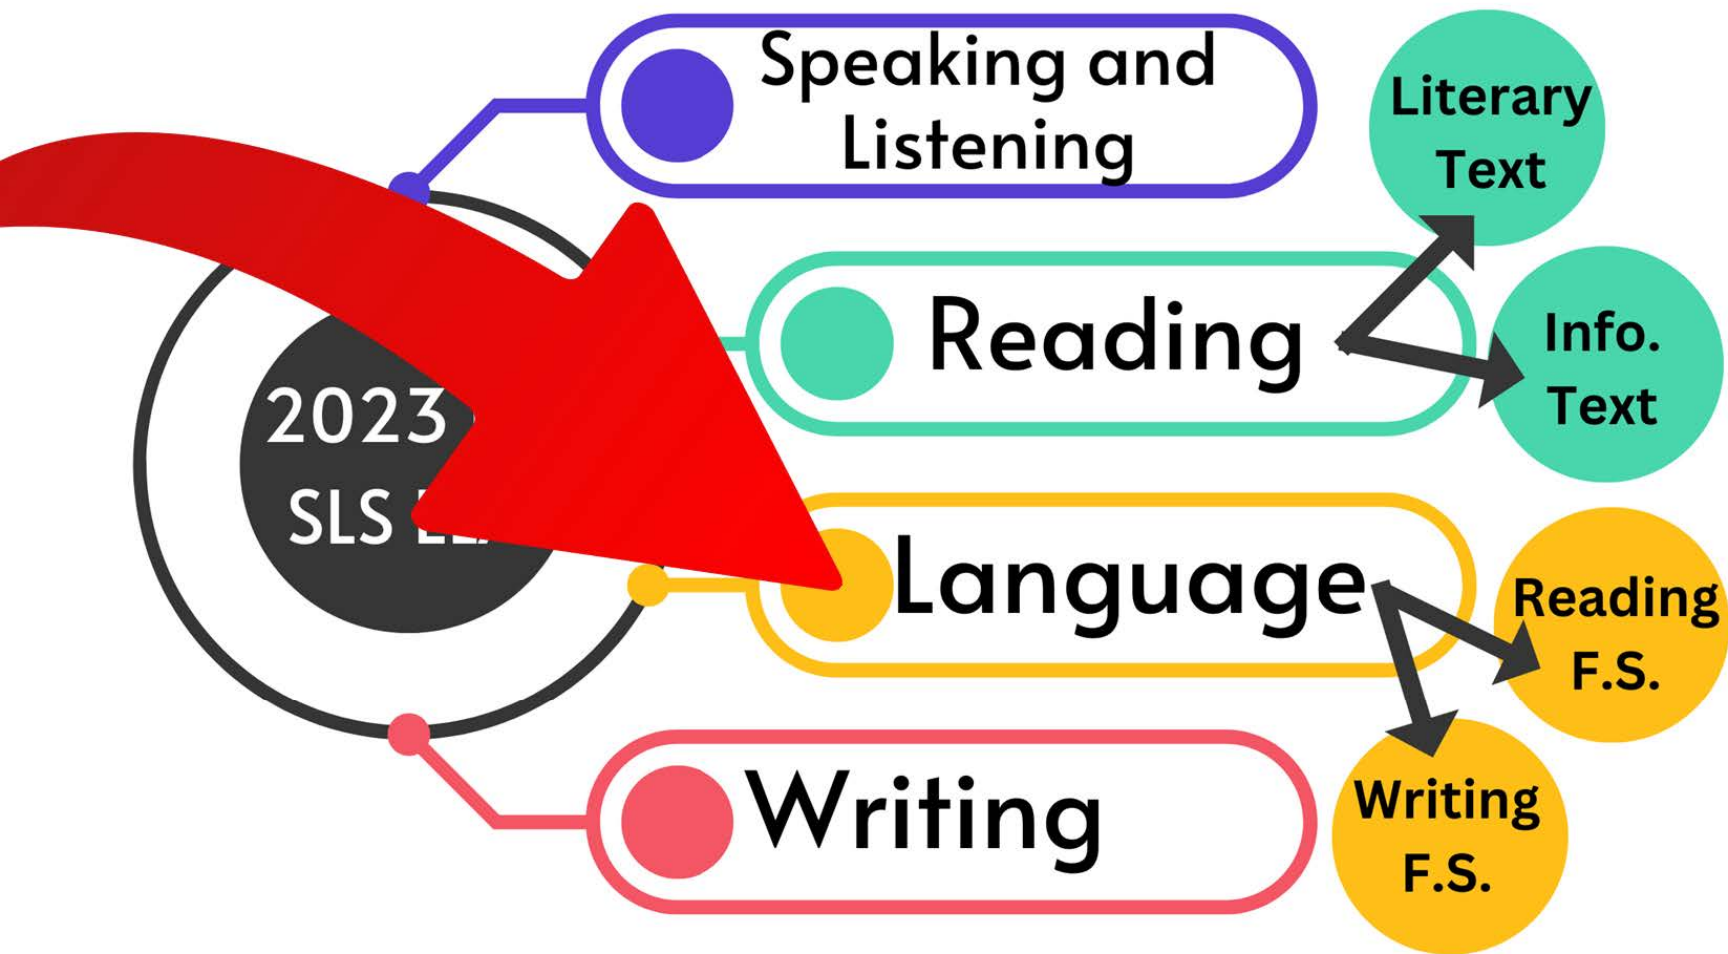 Speaking and
Listening
Literary
Text
Reading
Info.
Text
2023
SLS
Language
Reading
F.S.
Writing
Writing
F.S.